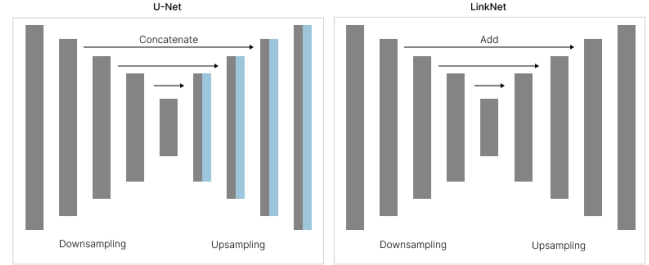 U-Net
Concatenate
Downsampling
Upsampling
LinkNet
Add
Downsampling
Upsampling